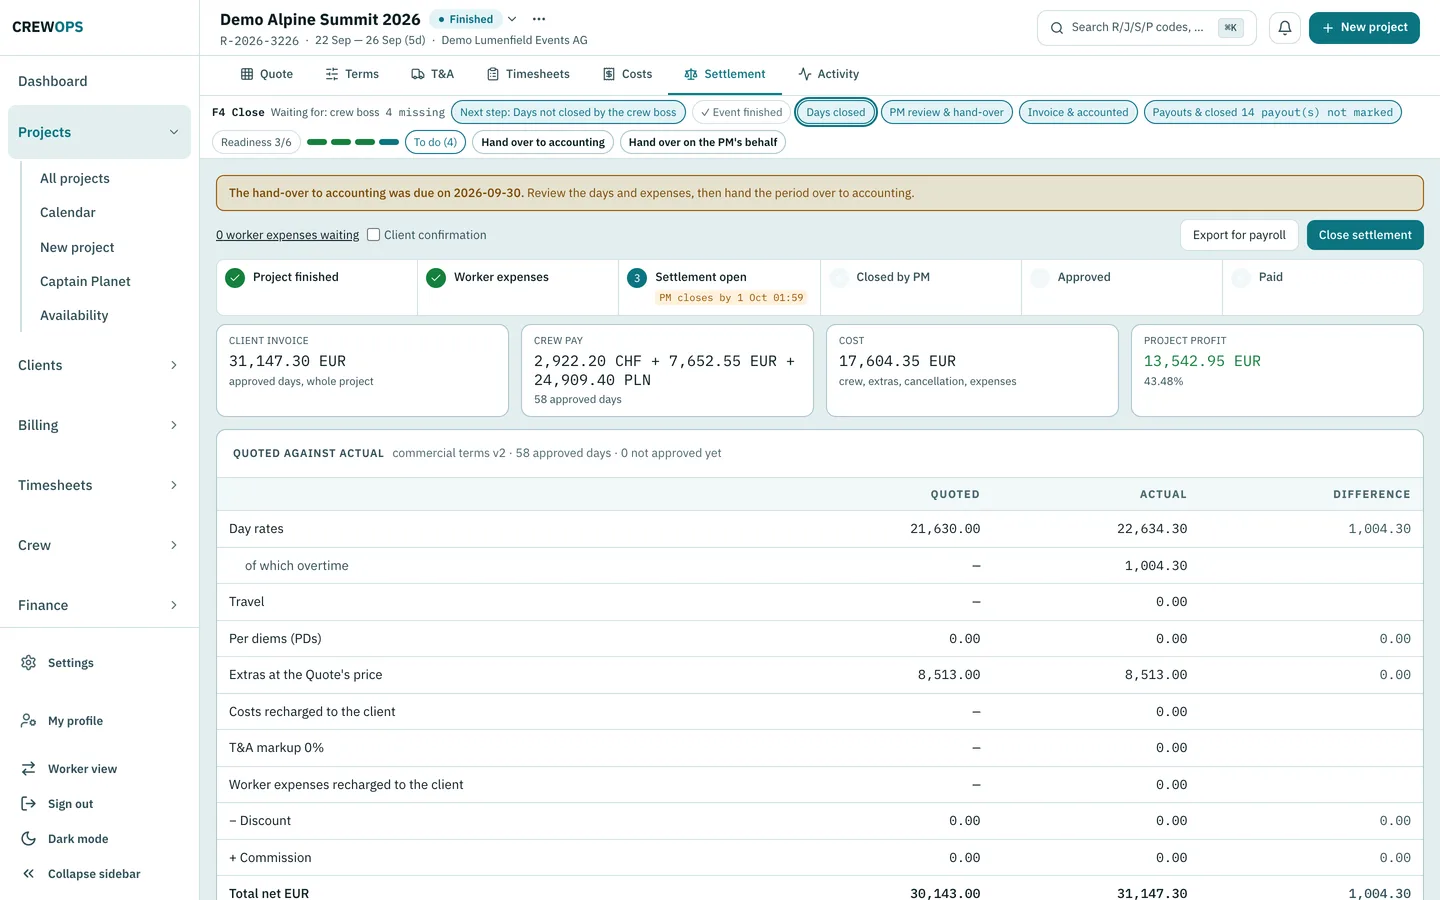 CREWOPS
Demo Alpine Summit 2026
Finished
R-2026-3226 · 22 Sep — 26 Sep (5d) · Demo Lumenfield Events AG
Search R/J/S/P codes, ...
⌘K
New project
Dashboard
Projects
All projects
Calendar
New project
Captain Planet
Availability
Clients
Billing
Timesheets
Crew
Finance
Settings
My profile
Worker view
Sign out
Dark mode
Collapse sidebar
Quote
Terms
T&A
Timesheets
Costs
Settlement
Activity
F4 Close Waiting for: crew boss 4 missing
Next step: Days not closed by the crew boss
✓ Event finished
Days closed
PM review & hand-over
Invoice & accounted
Payouts & closed 14 payout(s) not marked
Readiness 3/6
To do (4)
Hand over to accounting
Hand over on the PM's behalf
The hand-over to accounting was due on 2026-09-30. Review the days and expenses, then hand the period over to accounting.
0 worker expenses waiting
Client confirmation
Export for payroll
Close settlement
Project finished
Worker expenses
3 Settlement open
PM closes by 1 Oct 01:59
Closed by PM
Approved
Paid
CLIENT INVOICE
31,147.30 EUR
approved days, whole project
CREW PAY
2,922.20 CHF + 7,652.55 EUR +
24,909.40 PLN
58 approved days
COST
17,604.35 EUR
crew, extras, cancellation, expenses
PROJECT PROFIT
13,542.95 EUR
43.48%
QUOTED AGAINST ACTUAL commercial terms v2 · 58 approved days · 0 not approved yet
QUOTED ACTUAL DIFFERENCE
Day rates 21,630.00 22,634.30 1,004.30
of which overtime — 1,004.30
Travel — 0.00
Per diems (PDs) 0.00 0.00 0.00
Extras at the Quote's price 8,513.00 8,513.00 0.00
Costs recharged to the client — 0.00
T&A markup 0% — 0.00
Worker expenses recharged to the client — 0.00
− Discount 0.00 0.00 0.00
+ Commission 0.00 0.00 0.00
Total net EUR 30,143.00 31,147.30 1,004.30